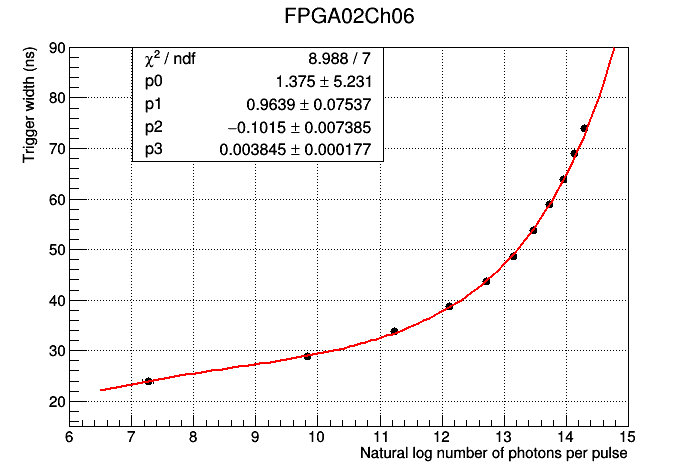 FPGA02Ch06
Trigger width (ns)
χ² / ndf 8.988 / 7
p0 1.375 ± 5.231
p1 0.9639 ± 0.07537
p2 −0.1015 ± 0.007385
p3 0.003845 ± 0.000177
90
80
70
60
50
40
30
20
6 7 8 9 10 11 12 13 14 15
Natural log number of photons per pulse